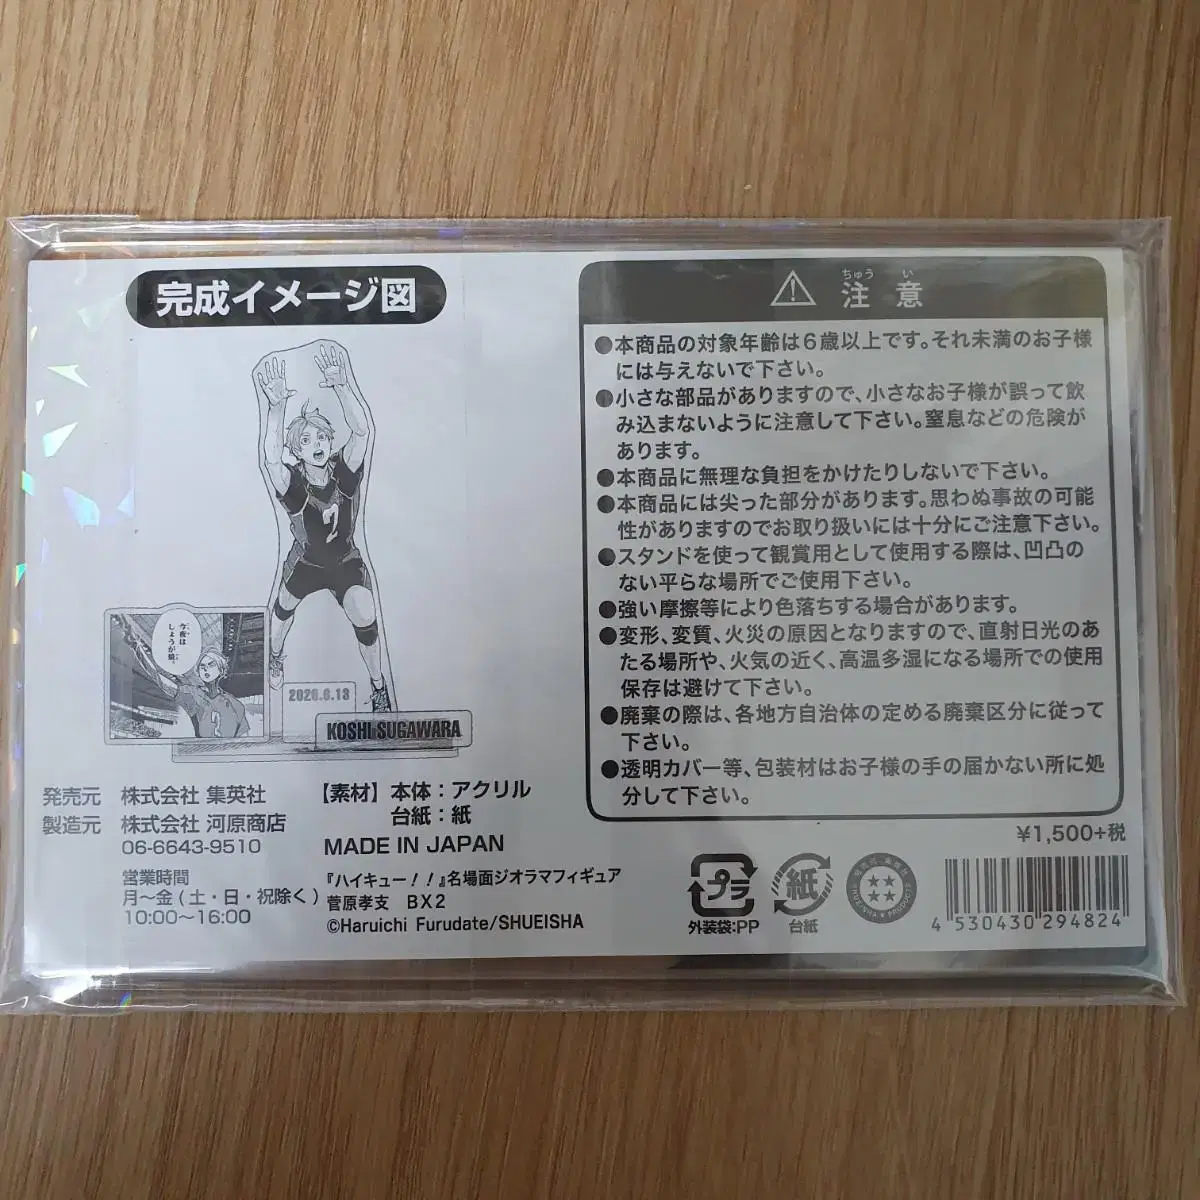 完成イメージ図
今夜は
しょうが焼
2020.6.13
KOSHI SUGAWARA
発売元 株式会社 集英社
製造元 株式会社 河原商店
06-6643-9510
営業時間
月〜金(土・日・祝除く)
10:00〜16:00
【素材】本体：アクリル
台紙：紙
MADE IN JAPAN
『ハイキュー！！』名場面ジオラマフィギュア
菅原孝支 BX2
©Haruichi Furudate/SHUEISHA
ちゅう い
注意
●本商品の対象年齢は6歳以上です。それ未満のお子様
には与えないで下さい。
●小さな部品がありますので、小さなお子様が誤って飲
み込まないように注意して下さい。窒息などの危険が
あります。
●本商品に無理な負担をかけたりしないで下さい。
●本商品には尖った部分があります。思わぬ事故の可能
性がありますのでお取り扱いには十分にご注意下さい。
●スタンドを使って観賞用として使用する際は、凹凸の
ない平らな場所でご使用下さい。
●強い摩擦等により色落ちする場合があります。
●変形、変質、火災の原因となりますので、直射日光のあ
たる場所や、火気の近く、高温多湿になる場所での使用
保存は避けて下さい。
●廃棄の際は、各地方自治体の定める廃棄区分に従って
下さい。
●透明カバー等、包装材はお子様の手の届かない所に処
分して下さい。
¥1,500+税
プラ
外装袋:PP
紙
台紙
SHUEISHA PRODUCTS
4 530430 294824